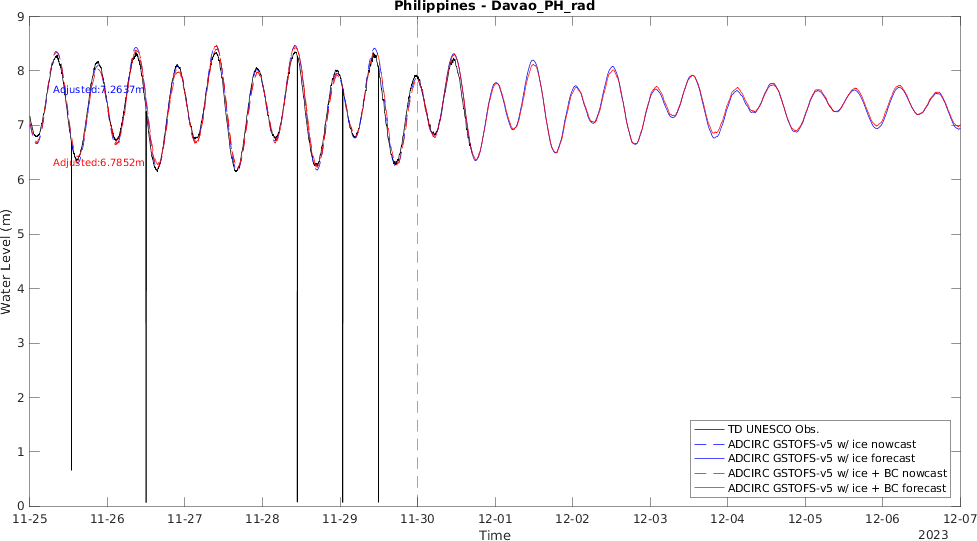 Philippines - Davao_PH_rad
9
8
7
6
5
4
3
2
1
0
Water Level (m)
Adjusted:7.2637m
Adjusted:6.7852m
TD UNESCO Obs.
ADCIRC GSTOFS-v5 w/ ice nowcast
ADCIRC GSTOFS-v5 w/ ice forecast
ADCIRC GSTOFS-v5 w/ ice + BC nowcast
ADCIRC GSTOFS-v5 w/ ice + BC forecast
11-25 11-26 11-27 11-28 11-29 11-30 12-01 12-02 12-03 12-04 12-05 12-06 12-07
Time
2023